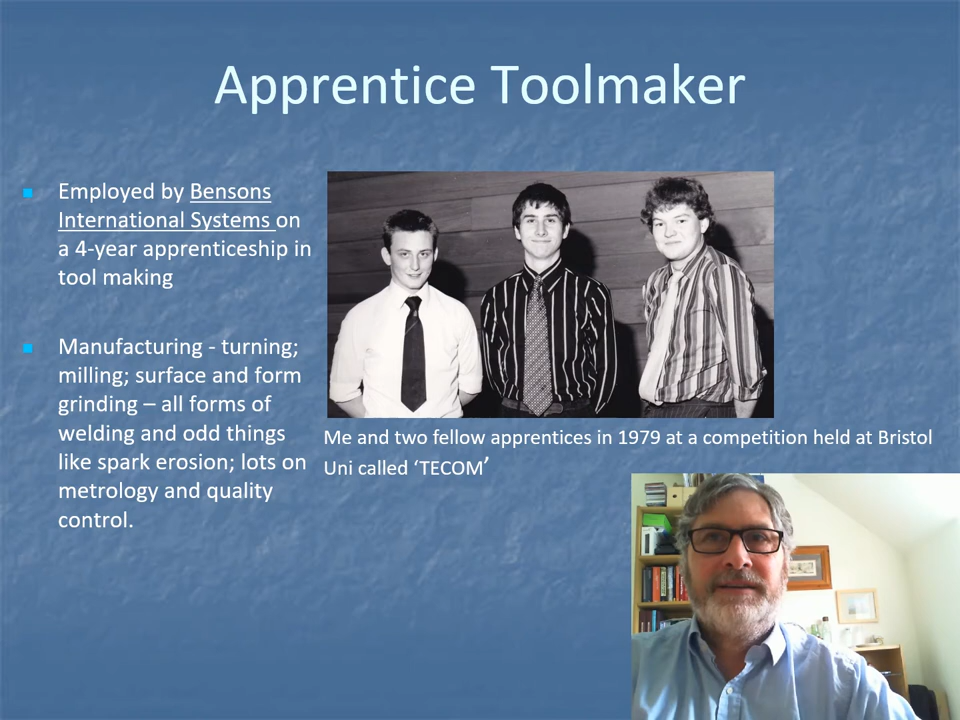 Apprentice Toolmaker
Employed by Bensons
International Systems on
a 4-year apprenticeship in
tool making
Manufacturing - turning;
milling; surface and form
grinding – all forms of
welding and odd things
like spark erosion; lots on
metrology and quality
control.
Me and two fellow apprentices in 1979 at a competition held at Bristol
Uni called ‘TECOM’